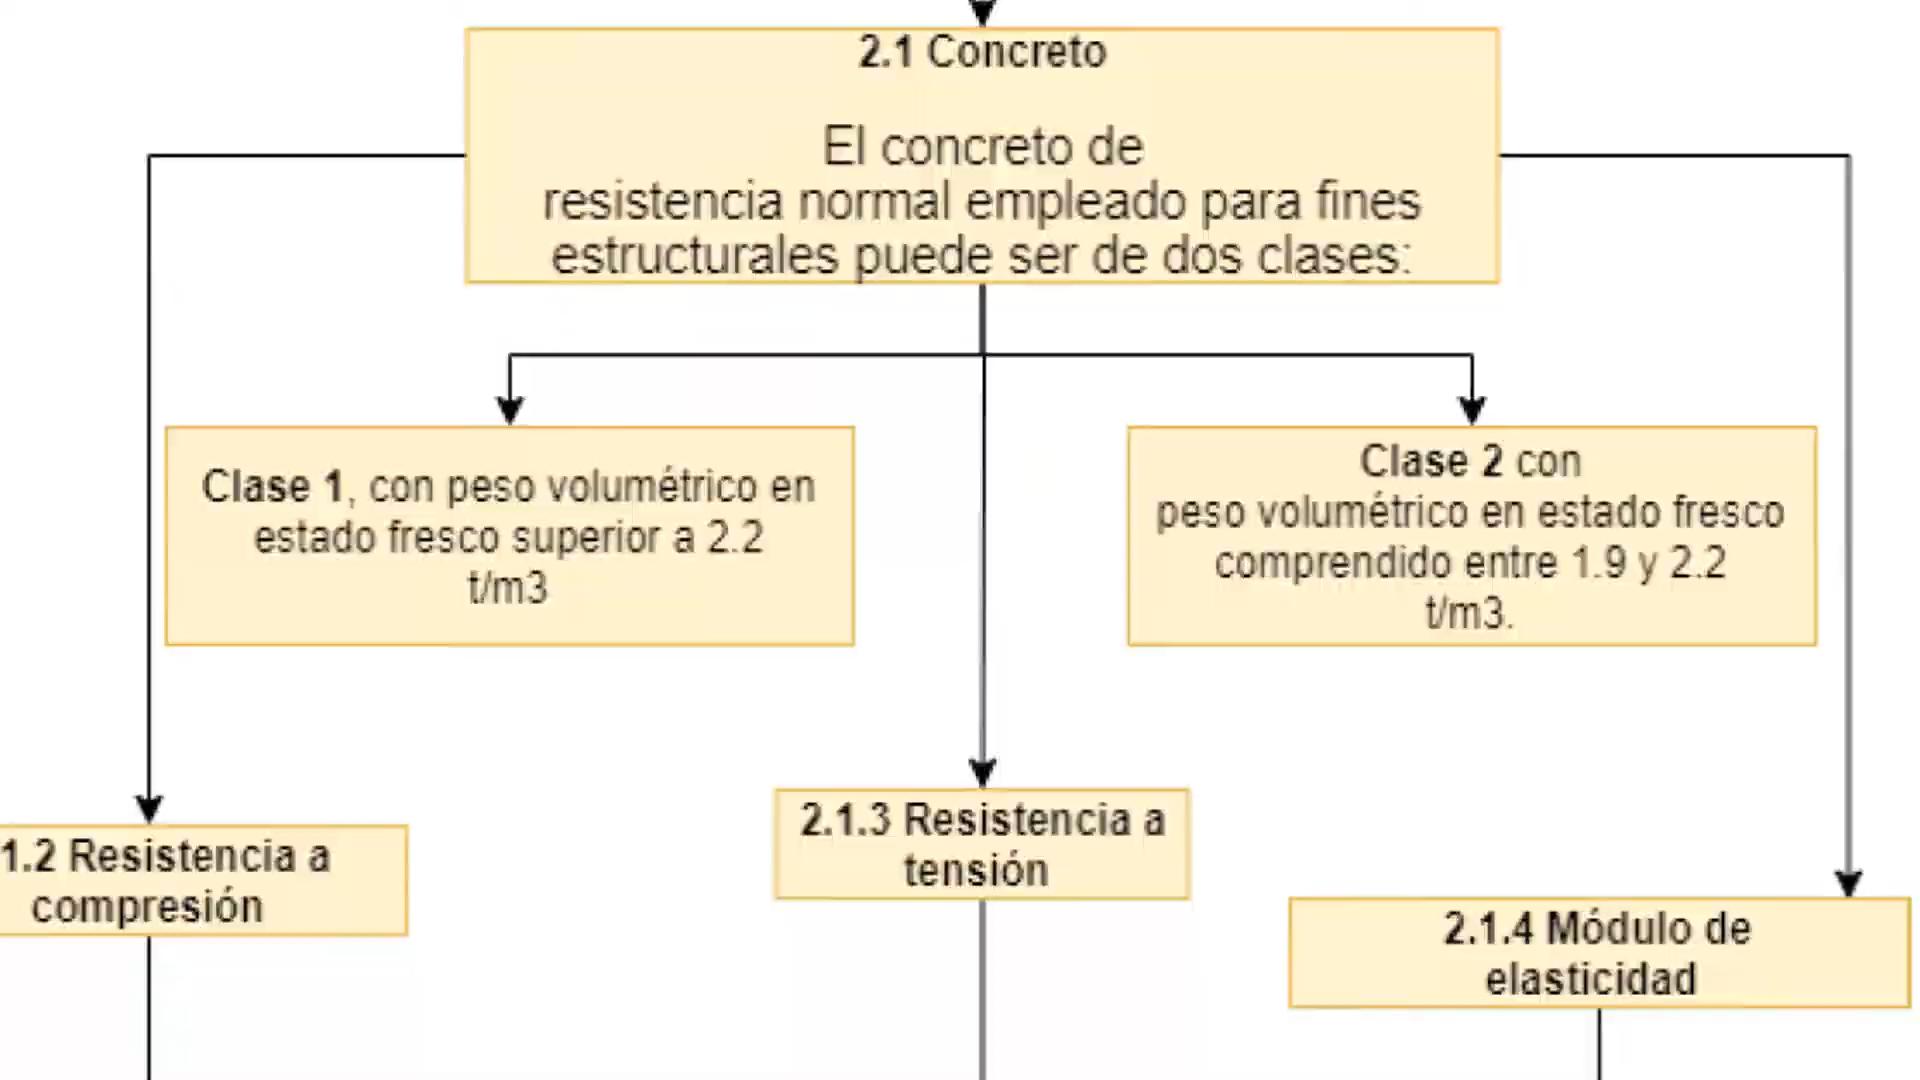 2.1 Concreto
El concreto de
resistencia normal empleado para fines
estructurales puede ser de dos clases:
Clase 1, con peso volumétrico en
estado fresco superior a 2.2
t/m3
Clase 2 con
peso volumétrico en estado fresco
comprendido entre 1.9 y 2.2
t/m3.
1.2 Resistencia a
compresión
2.1.3 Resistencia a
tensión
2.1.4 Módulo de
elasticidad